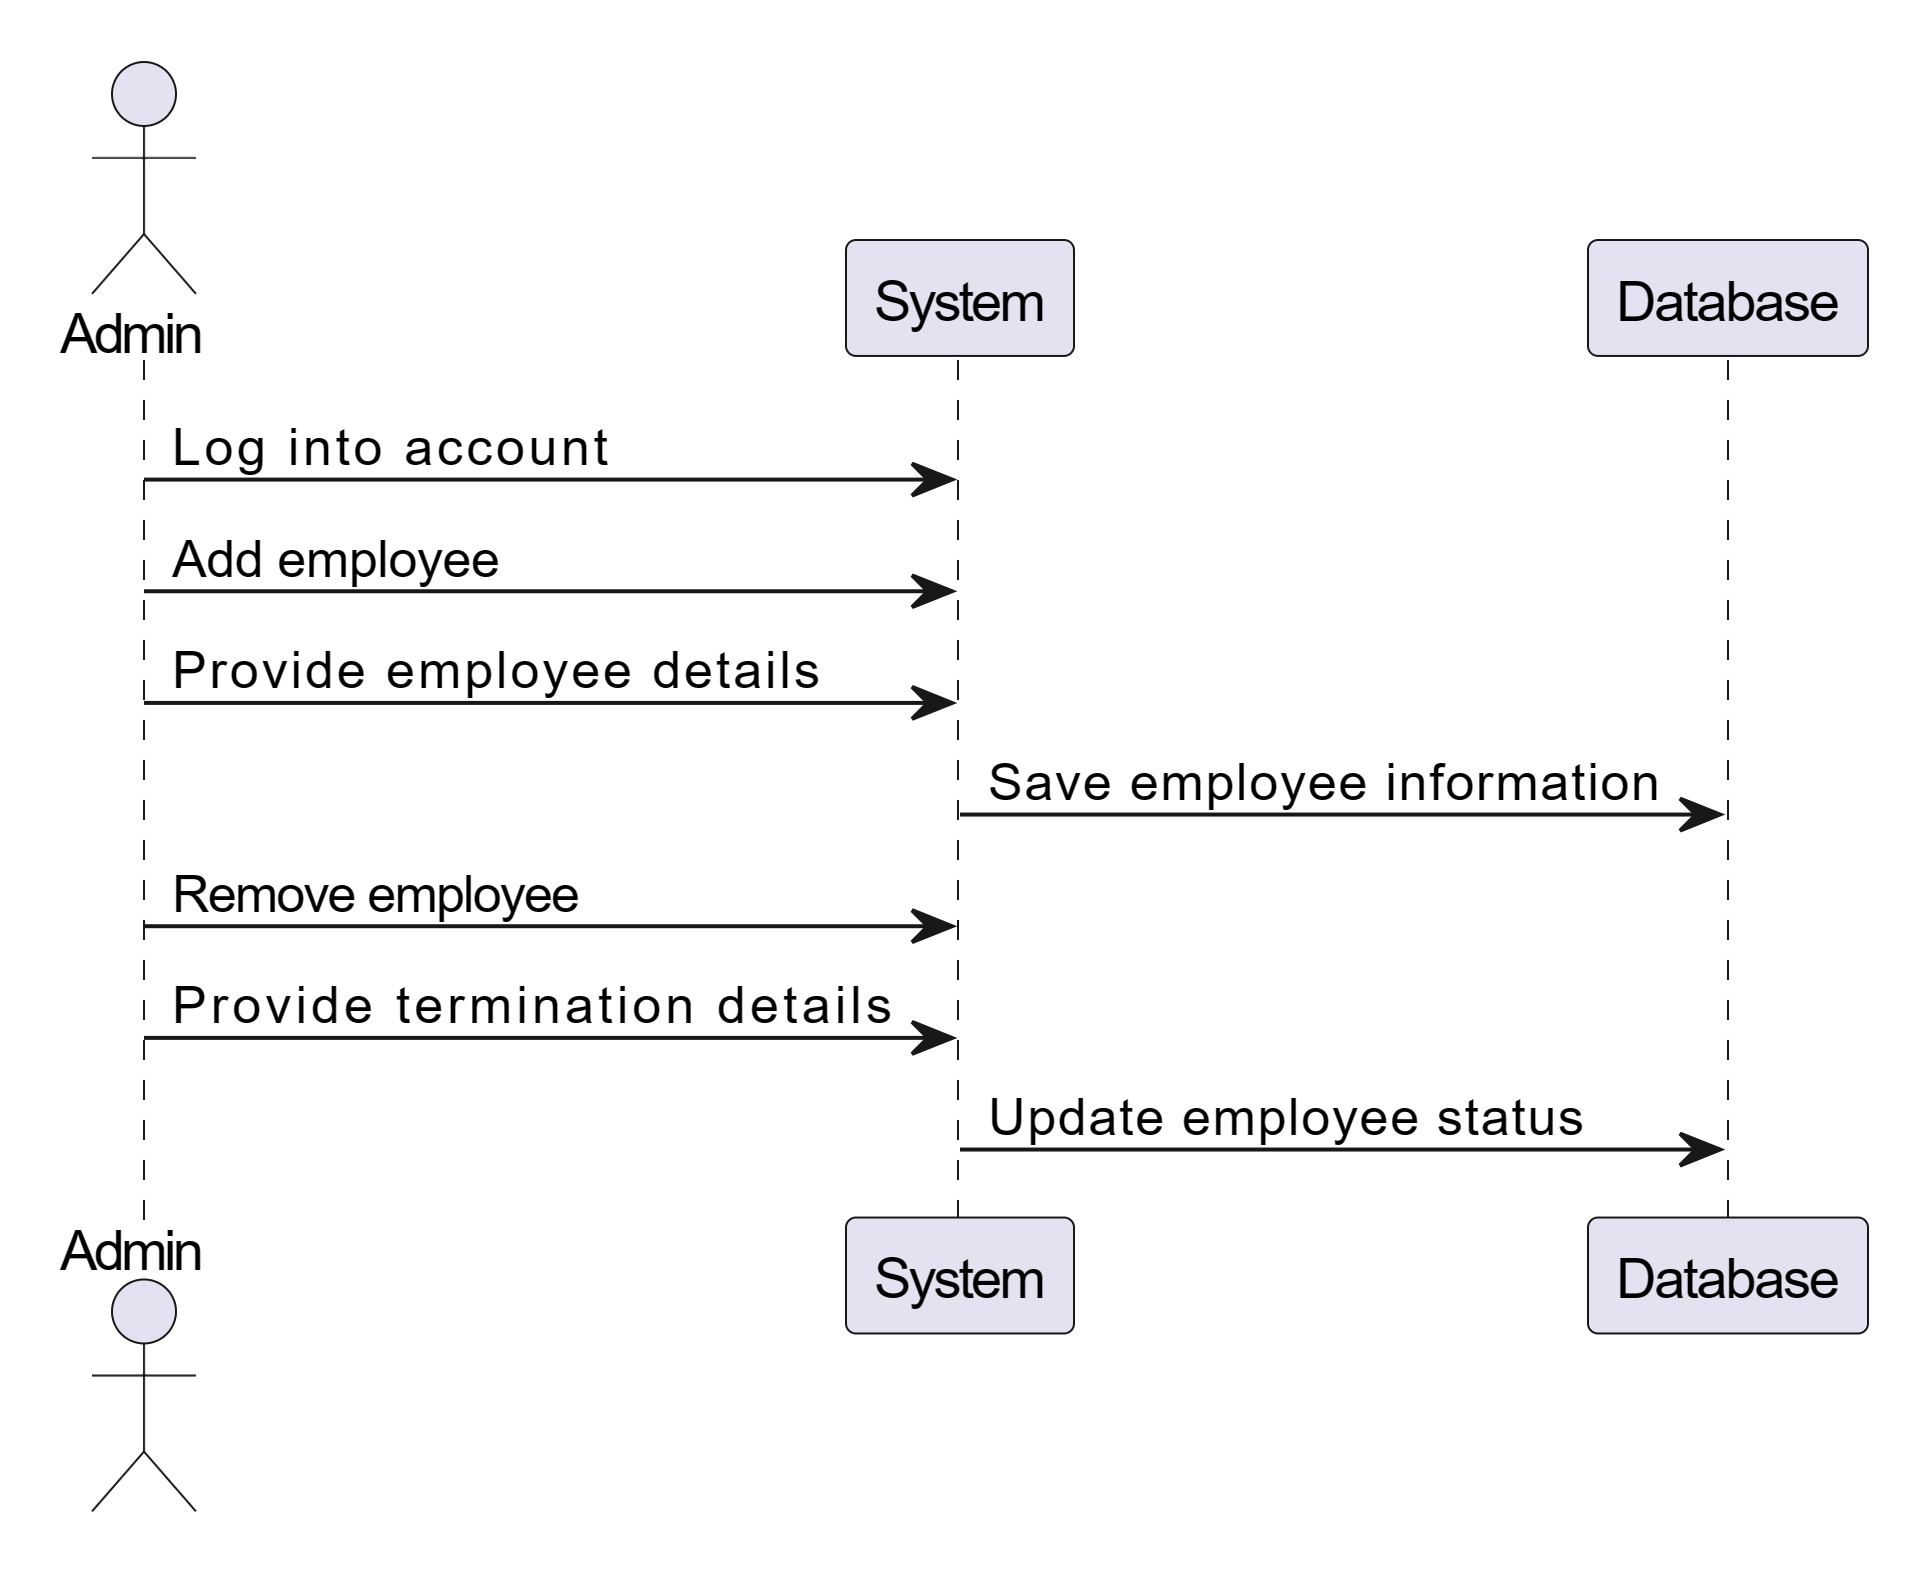 Admin
System
Database
Log into account
Add employee
Provide employee details
Save employee information
Remove employee
Provide termination details
Update employee status
Admin
System
Database